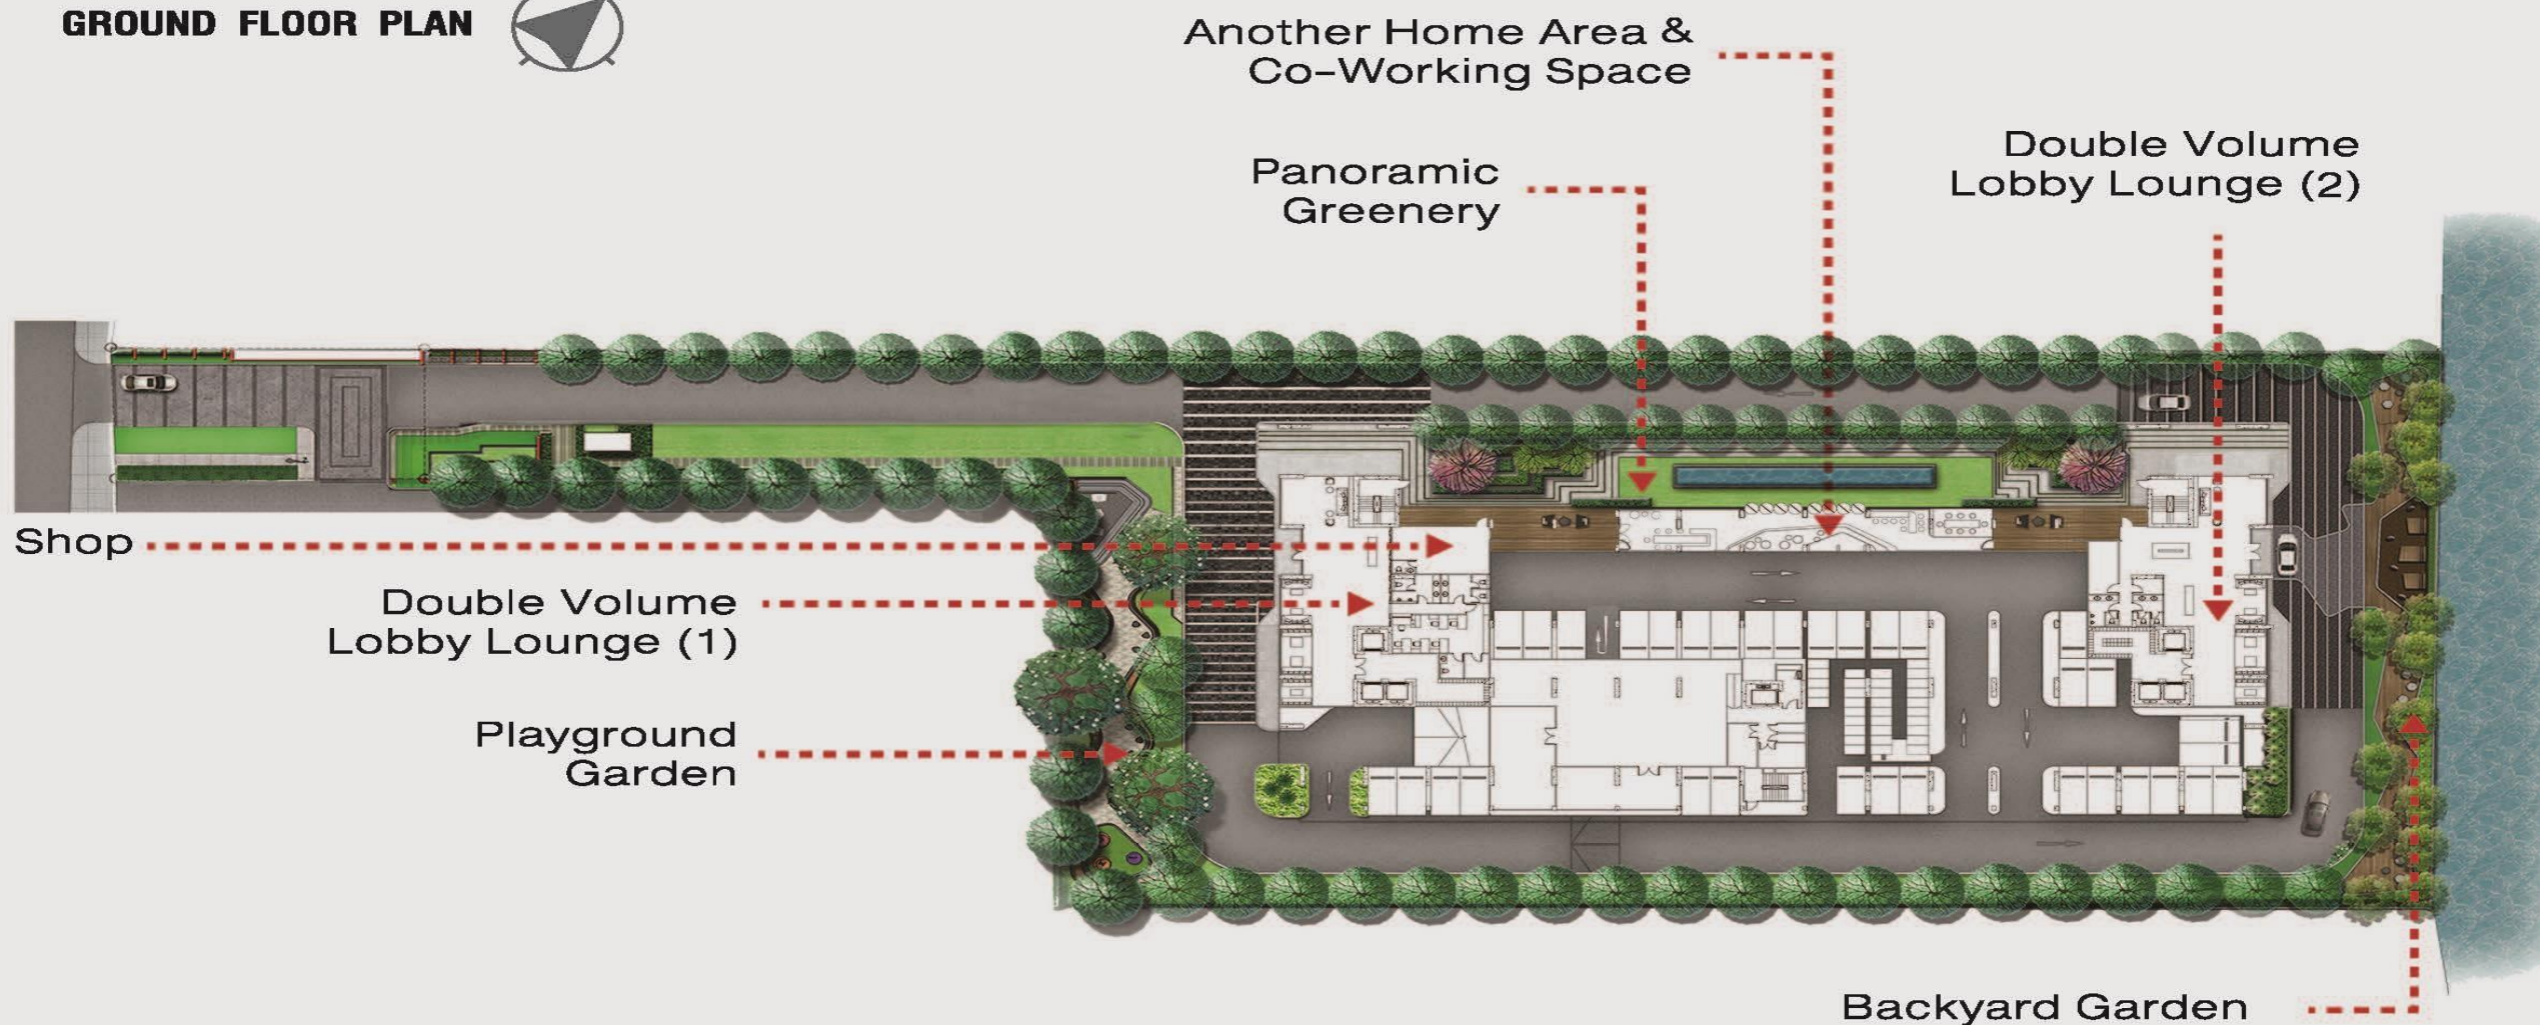 GROUND FLOOR PLAN
Another Home Area &
Co-Working Space
Panoramic
Greenery
Double Volume
Lobby Lounge (2)
Shop
Double Volume
Lobby Lounge (1)
Playground
Garden
Backyard Garden